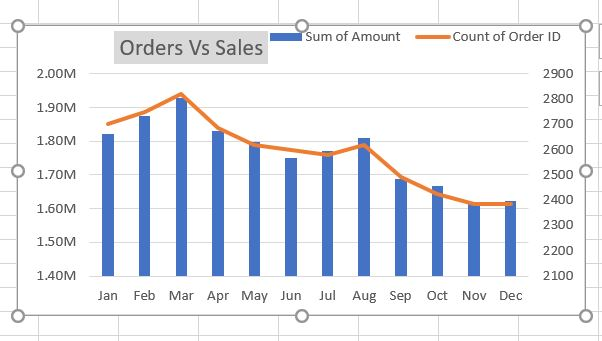 Orders Vs Sales
Sum of Amount
Count of Order ID
2.00M 2900
1.90M 2800
1.80M 2700
1.70M 2600
1.60M 2500
1.50M 2400
1.40M 2300
2200
2100
Jan Feb Mar Apr May Jun Jul Aug Sep Oct Nov Dec